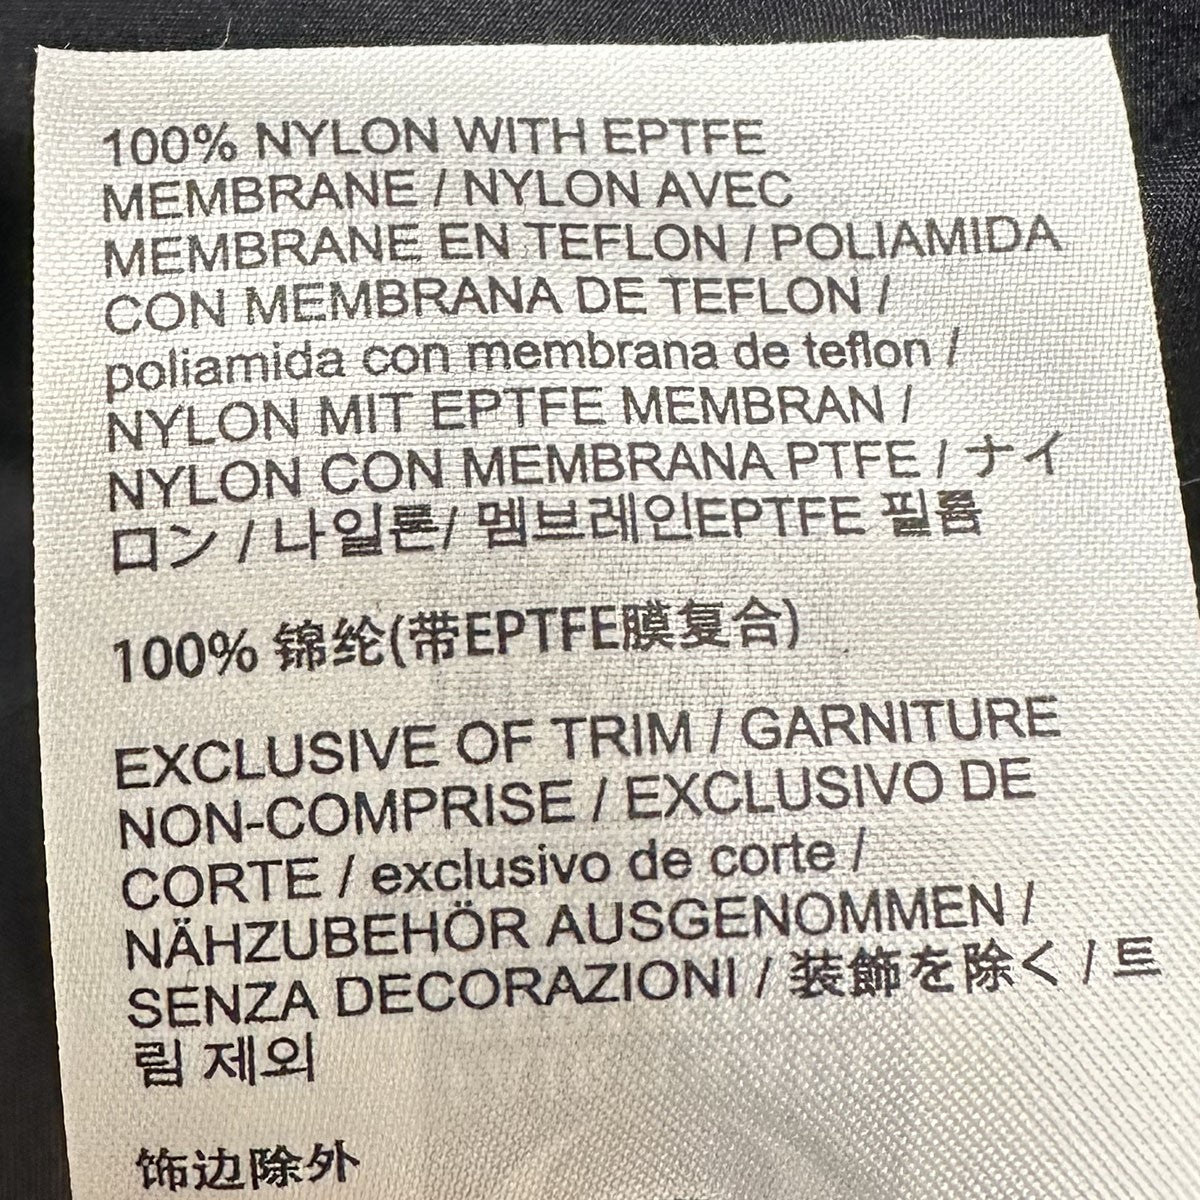 100% NYLON WITH EPTFE
MEMBRANE / NYLON AVEC
MEMBRANE EN TEFLON / POLIAMIDA
CON MEMBRANA DE TEFLON /
poliamida con membrana de teflon /
NYLON MIT EPTFE MEMBRAN /
NYLON CON MEMBRANA PTFE / ナイ
ロン / 나일론/ 멤브레인EPTFE 필름
100% 锦纶(带EPTFE膜复合)
EXCLUSIVE OF TRIM / GARNITURE
NON-COMPRISE / EXCLUSIVO DE
CORTE / exclusivo de corte /
NÄHZUBEHÖR AUSGENOMMEN /
SENZA DECORAZIONI / 装飾を除く / 트
림 제외
饰边除外